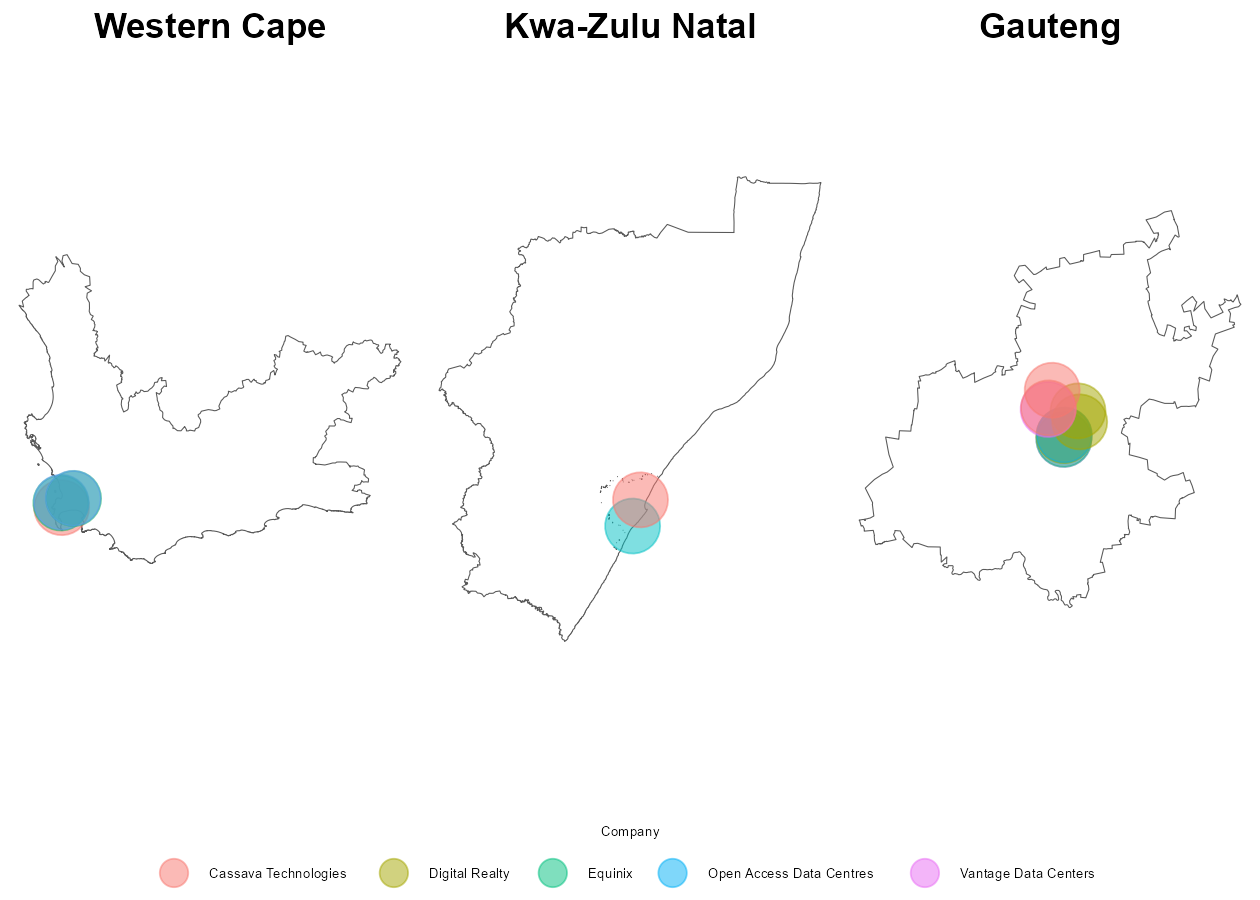 Western Cape
Kwa-Zulu Natal
Gauteng
Company
Cassava Technologies
Digital Realty
Equinix
Open Access Data Centres
Vantage Data Centers